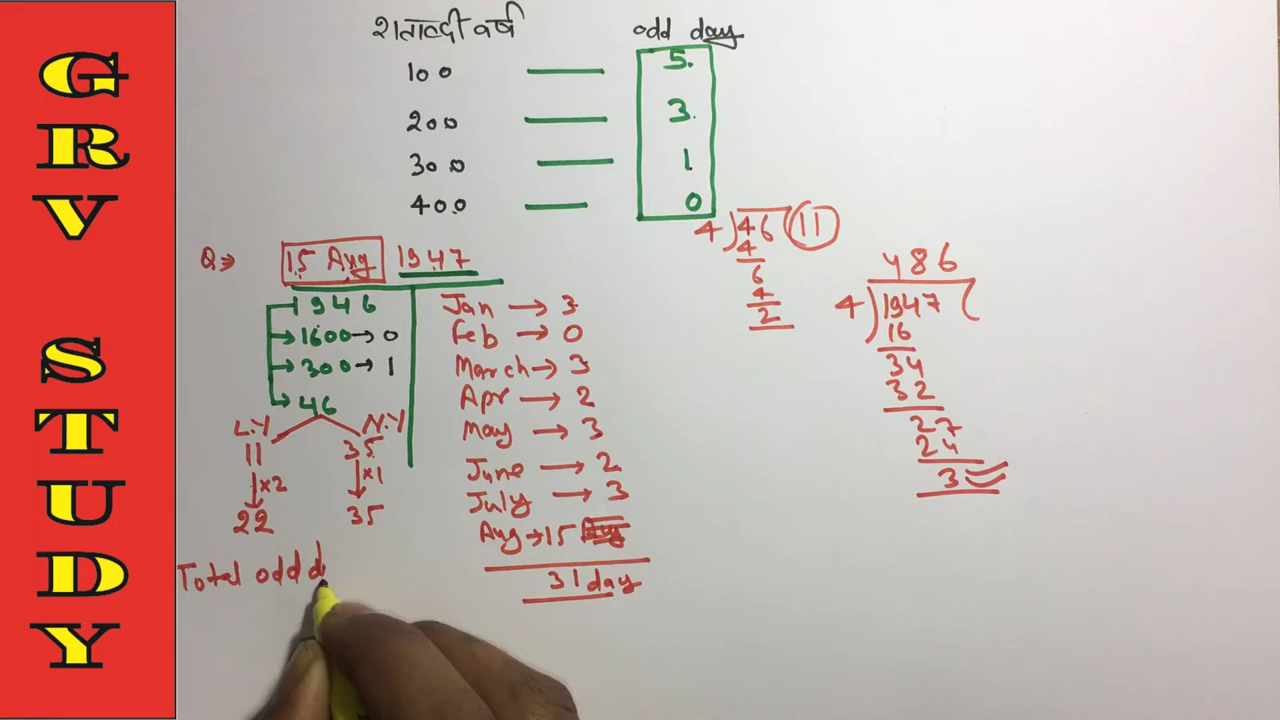 GRV STUDY
शताब्दी वर्ष odd day
100 — 5.
200 — 3.
300 — 1
400 — 0
Q⇒ 15 Aug 1947
1946
→1600→0
→300→1
→46
L.Y N.Y
11 35
↓×2 ↓×1
22 35
Total odd d
Jan → 3
Feb → 0
March → 3
Apr → 2
May → 3
June → 2
July → 3
Aug → 15
31 day
4)46(11
4
6
4
2
486
4)1947(
16
34
32
27
24
3